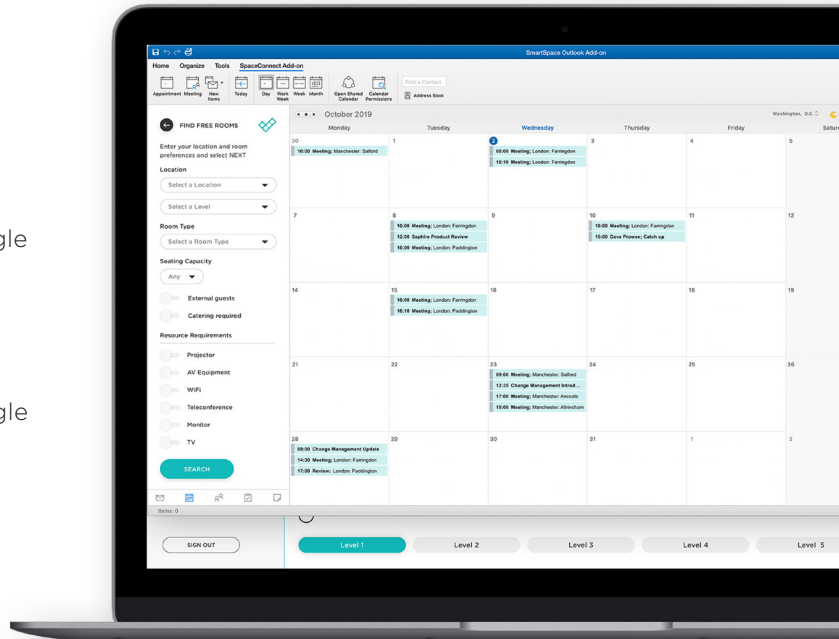 gle
gle
SmartSpace Outlook Add-on
Home Organize Tools SpaceConnect Add-on
Appointment Meeting New Items Today Day Work Week Week Month Open Shared Calendar Calendar Permissions
Find a Contact
Address Book
FIND FREE ROOMS
Enter your location and room
preferences and select NEXT
Location
Select a Location
Select a Level
Room Type
Select a Room Type
Seating Capacity
Any
External guests
Catering required
Resource Requirements
Projector
AV Equipment
WiFi
Teleconference
Monitor
TV
SEARCH
Items: 0
October 2019
Washington, D.C.
Monday Tuesday Wednesday Thursday Friday Satur
30 1 2 3 4 5
10:00 Meeting; Manchester: Salford
09:00 Meeting; London: Farringdon
16:16 Meeting; London: Farringdon
7 8 9 10 11 12
10:00 Meeting; London: Farringdon
12:00 Saphire Product Review
16:00 Meeting; London: Paddington
10:00 Meeting; London: Farringdon
15:00 Dave Prowse; Catch up
14 15 16 17 18 19
10:00 Meeting; London: Farringdon
16:16 Meeting; London: Paddington
21 22 23 24 25 26
09:00 Meeting; Manchester: Salford
12:35 Change Management Introd...
17:00 Meeting; Manchester: Ancoats
18:00 Meeting; Manchester: Altrincham
28 29 30 31 1 2
09:00 Change Management Update
14:30 Meeting; London: Farringdon
17:00 Review: London: Paddington
SIGN OUT
Level 1 Level 2 Level 3 Level 4 Level 5